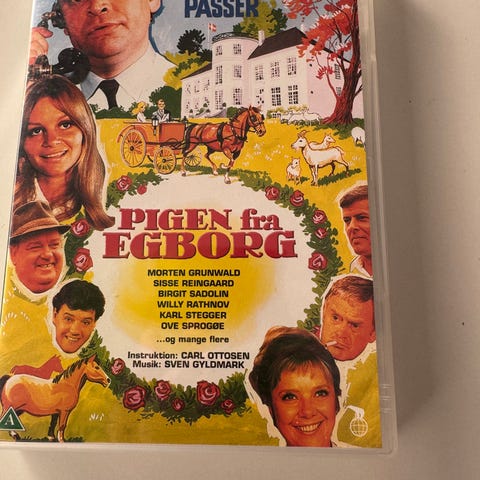 PASSER
PIGEN fra
EGBORG
MORTEN GRUNWALD
SISSE REINGAARD
BIRGIT SADOLIN
WILLY RATHNOV
KARL STEGGER
OVE SPROGØE
...og mange flere
Instruktion: CARL OTTOSEN
Musik: SVEN GYLDMARK
A